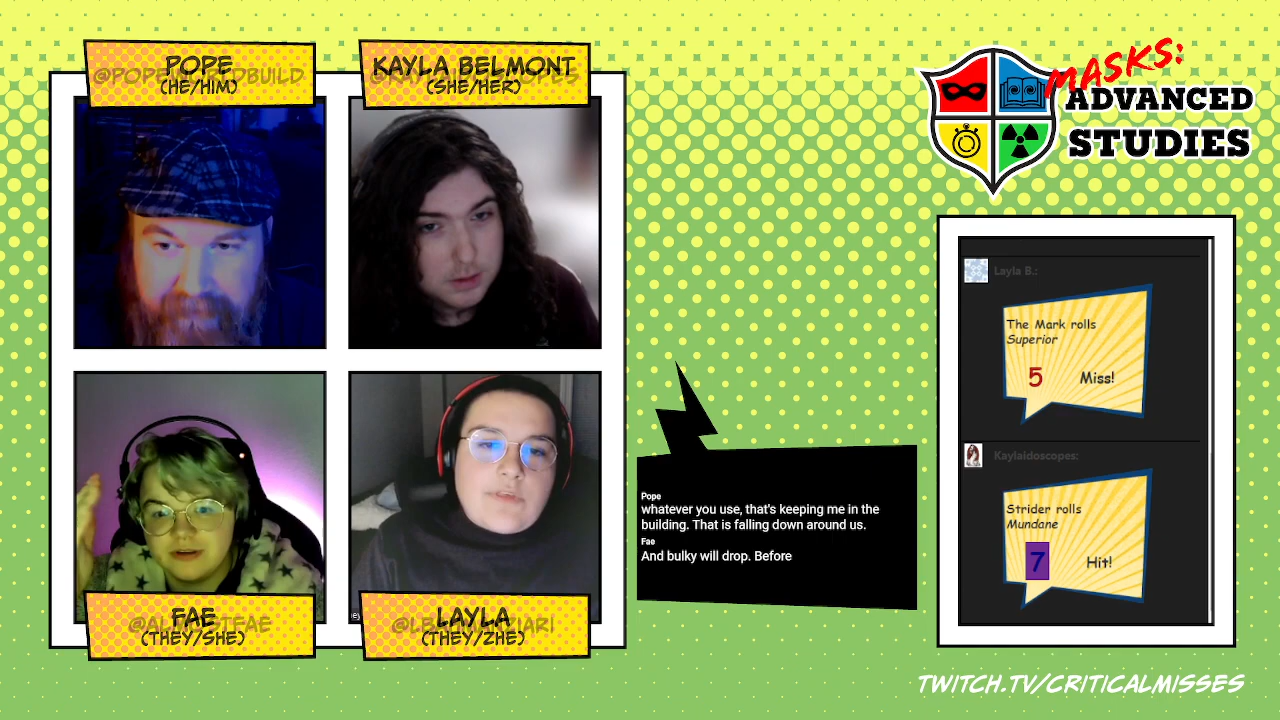 POPE
(HE/HIM)
KAYLA BELMONT
(SHE/HER)
FAE
(THEY/SHE)
LAYLA
(THEY/ZHE)
Pope
whatever you use, that's keeping me in the
building. That is falling down around us.
Fae
And bulky will drop. Before
MASKS:
ADVANCED
STUDIES
Layla B.:
The Mark rolls
Superior
5 Miss!
Kaylaidoscopes:
Strider rolls
Mundane
7 Hit!
TWITCH.TV/CRITICALMISSES